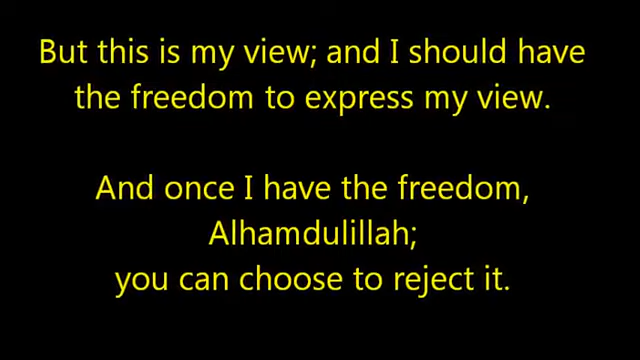 But this is my view; and I should have
the freedom to express my view.
And once I have the freedom,
Alhamdulillah;
you can choose to reject it.